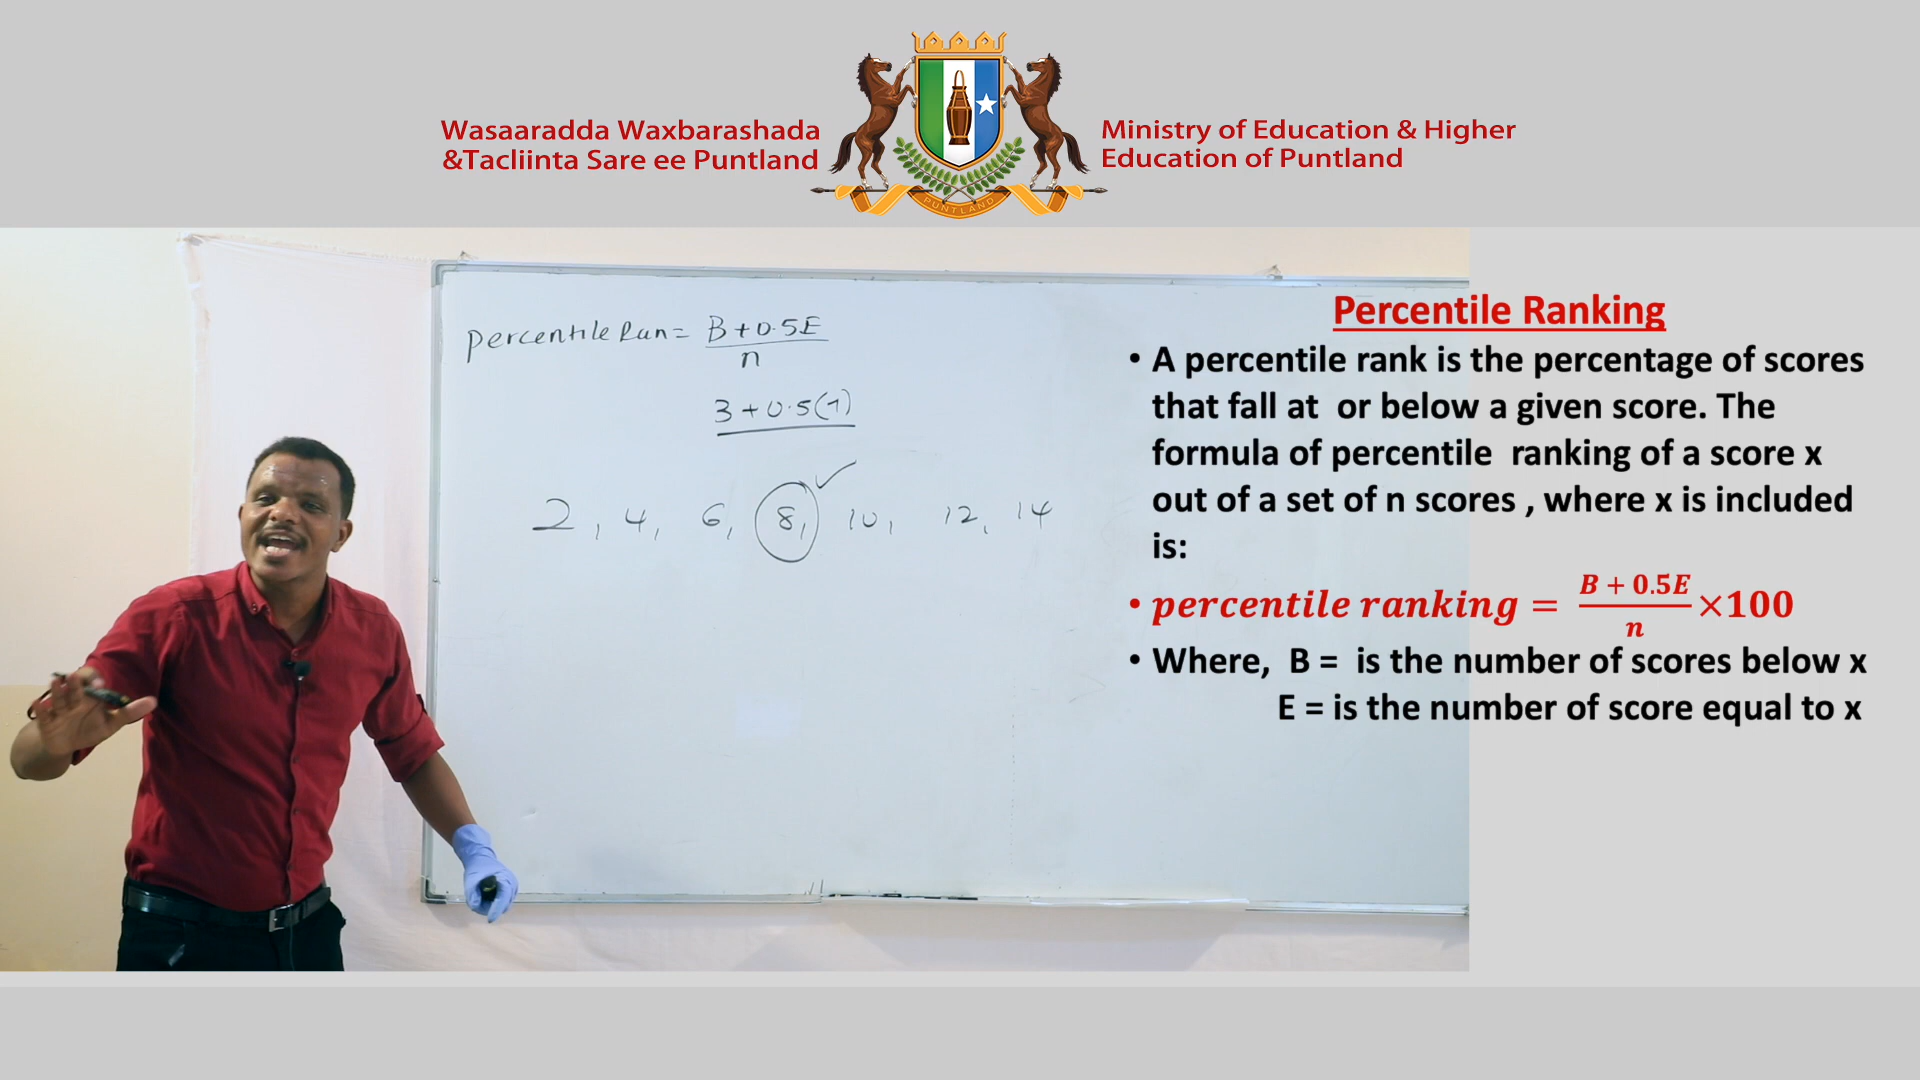 Wasaaradda Waxbarashada
&Tacliinta Sare ee Puntland
PUNTLAND
Ministry of Education & Higher
Education of Puntland
percentile Ran = B + 0.5E
n
3 + 0.5(1)
2, 4, 6, 8, 10, 12, 14
Percentile Ranking
• A percentile rank is the percentage of scores
that fall at or below a given score. The
formula of percentile ranking of a score x
out of a set of n scores , where x is included
is:
• percentile ranking = B + 0.5E / n ×100
• Where, B = is the number of scores below x
E = is the number of score equal to x